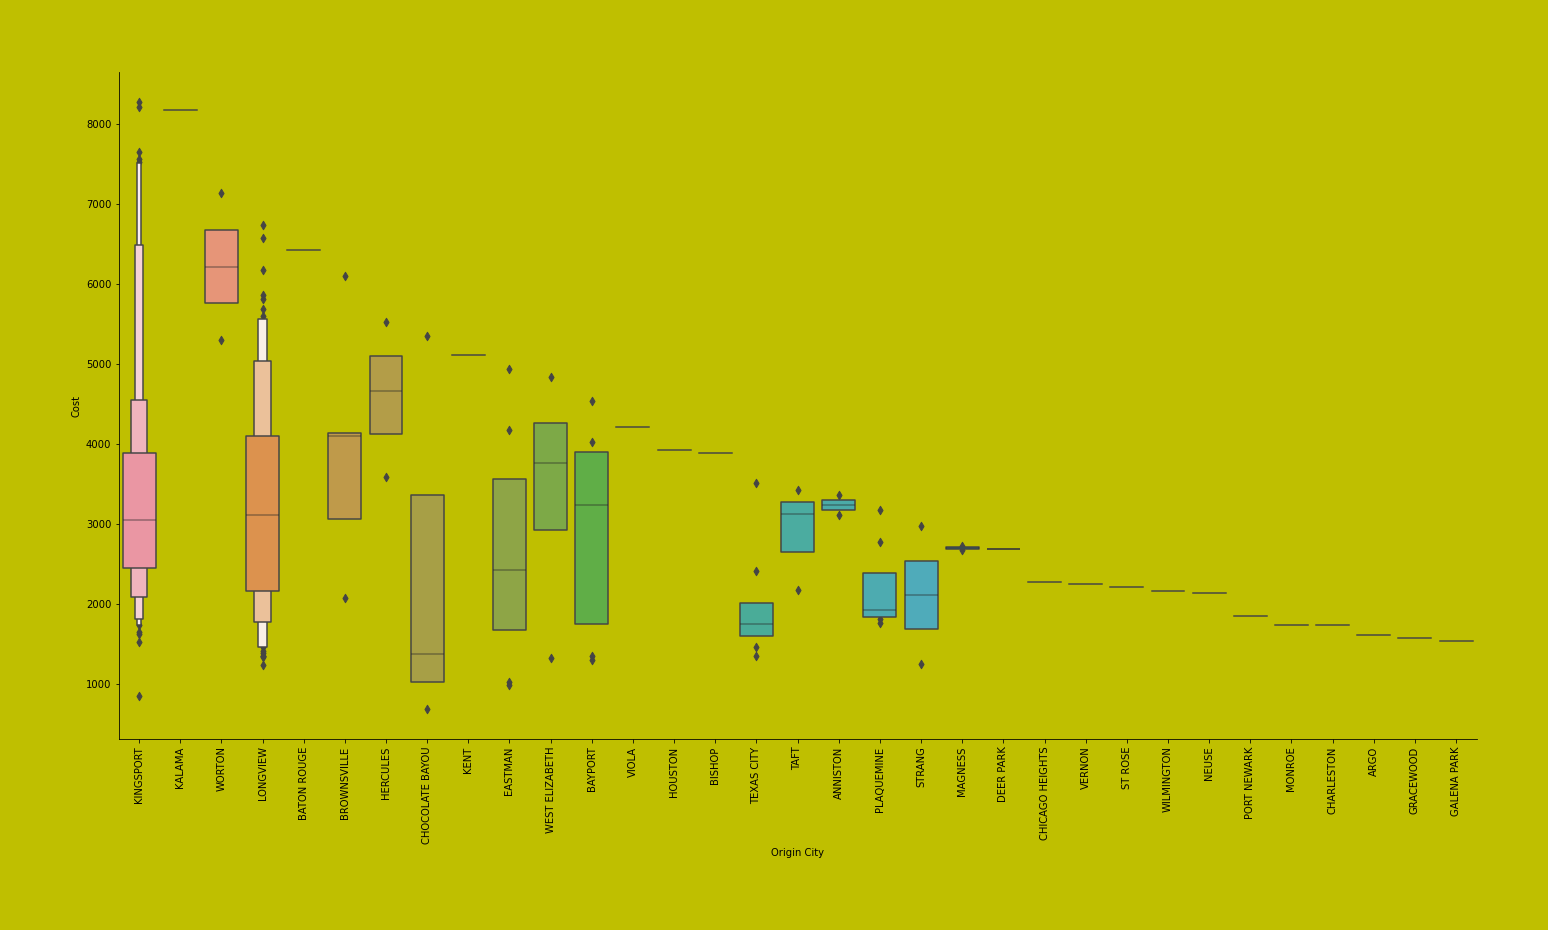 8000
7000
6000
5000
4000
3000
2000
1000
Cost
KINGSPORT
KALAMA
WORTON
LONGVIEW
BATON ROUGE
BROWNSVILLE
HERCULES
CHOCOLATE BAYOU
KENT
EASTMAN
WEST ELIZABETH
BAYPORT
VIOLA
HOUSTON
BISHOP
TEXAS CITY
TAFT
ANNISTON
PLAQUEMINE
STRANG
MAGNESS
DEER PARK
CHICAGO HEIGHTS
VERNON
ST ROSE
WILMINGTON
NEUSE
PORT NEWARK
MONROE
CHARLESTON
ARGO
GRACEWOOD
GALENA PARK
Origin City